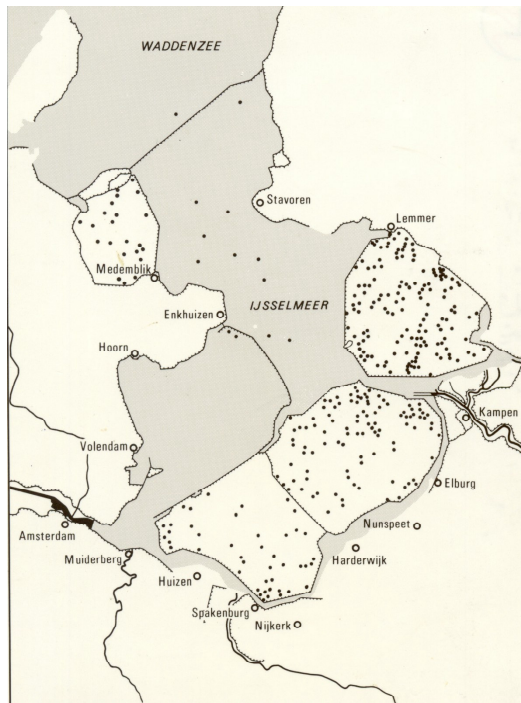 WADDENZEE
Stavoren
Lemmer
Medemblik
IJSSELMEER
Enkhuizen
Hoorn
Kampen
Volendam
Elburg
Nunspeet
Amsterdam
Muiderberg
Harderwijk
Huizen
Spakenburg
Nijkerk